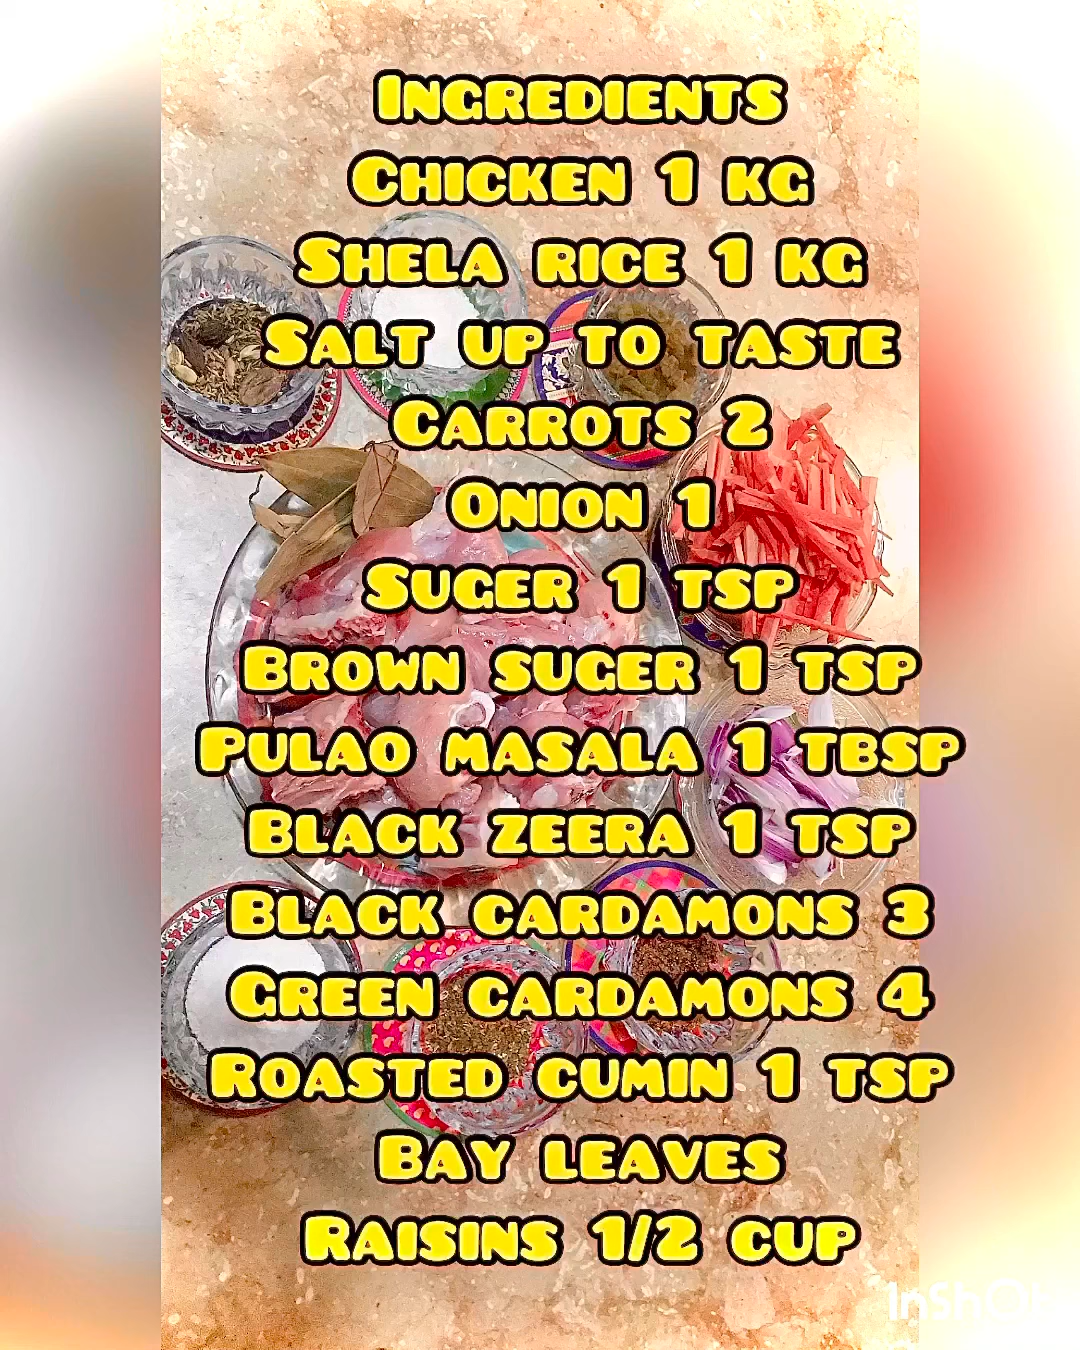 Ingredients
Chicken 1 kg
Shela rice 1 kg
Salt up to taste
Carrots 2
Onion 1
Suger 1 tsp
Brown suger 1 tsp
Pulao masala 1 tbsp
Black zeera 1 tsp
Black cardamons 3
Green cardamons 4
Roasted cumin 1 tsp
Bay leaves
Raisins 1/2 cup
InShOt